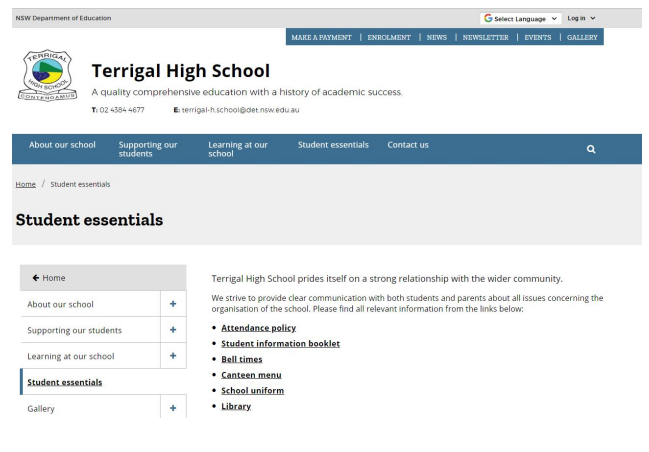 NSW Department of Education
Select Language
Log in
MAKE A PAYMENT | ENROLMENT | NEWS | NEWSLETTER | EVENTS | GALLERY
TERRIGAL
HIGH SCHOOL
CONTENDAMUS
Terrigal High School
A quality comprehensive education with a history of academic success.
T: 02 4384 4677 E: terrigal-h.school@det.nsw.edu.au
About our school
Supporting our
students
Learning at our
school
Student essentials
Contact us
Home / Student essentials
Student essentials
Home
About our school +
Supporting our students +
Learning at our school +
Student essentials
Gallery +
Terrigal High School prides itself on a strong relationship with the wider community.
We strive to provide clear communication with both students and parents about all issues concerning the
organisation of the school. Please find all relevant information from the links below:
• Attendance policy
• Student information booklet
• Bell times
• Canteen menu
• School uniform
• Library